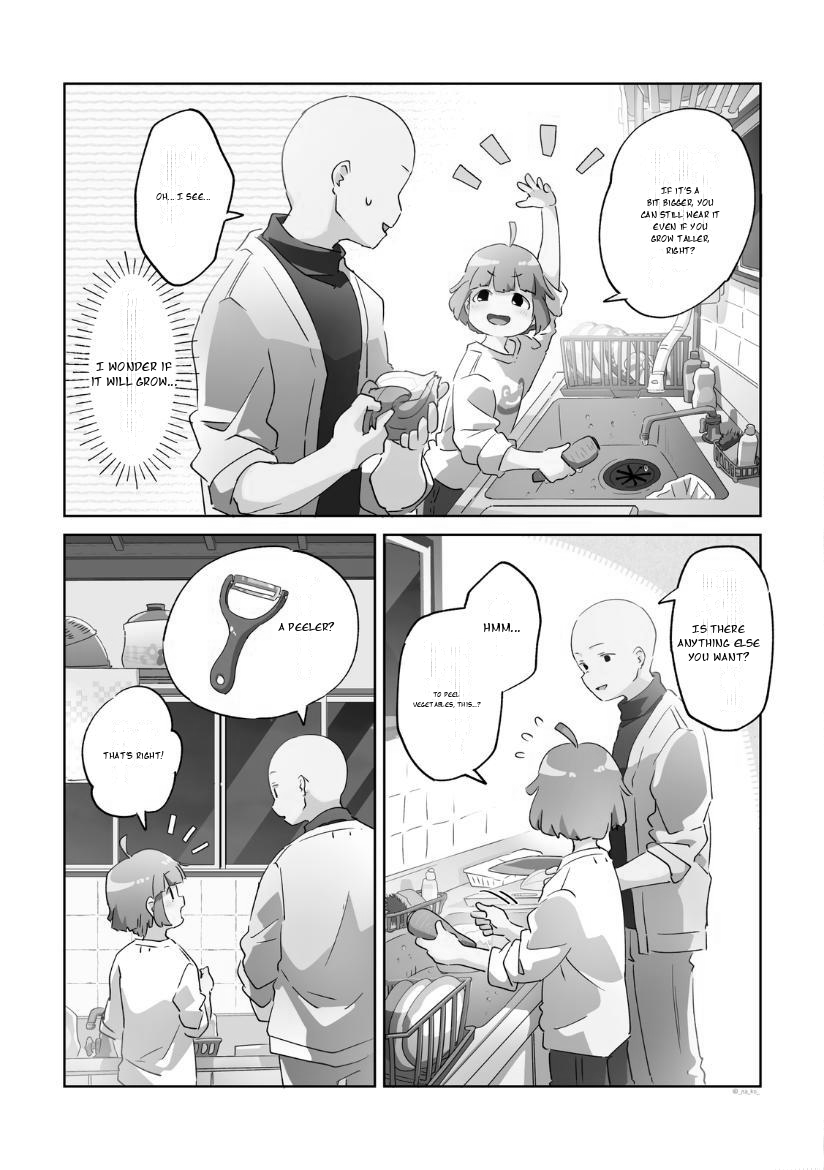 IF IT'S A
BIT BIGGER, YOU
CAN STILL WEAR IT
EVEN IF YOU
GROW TALLER,
RIGHT?
OH... I SEE...
I WONDER IF
IT WILL GROW...
IS THERE
ANYTHING ELSE
YOU WANT?
HMM...
TO PEEL
VEGETABLES, THIS...?
A PEELER?
THAT'S RIGHT!